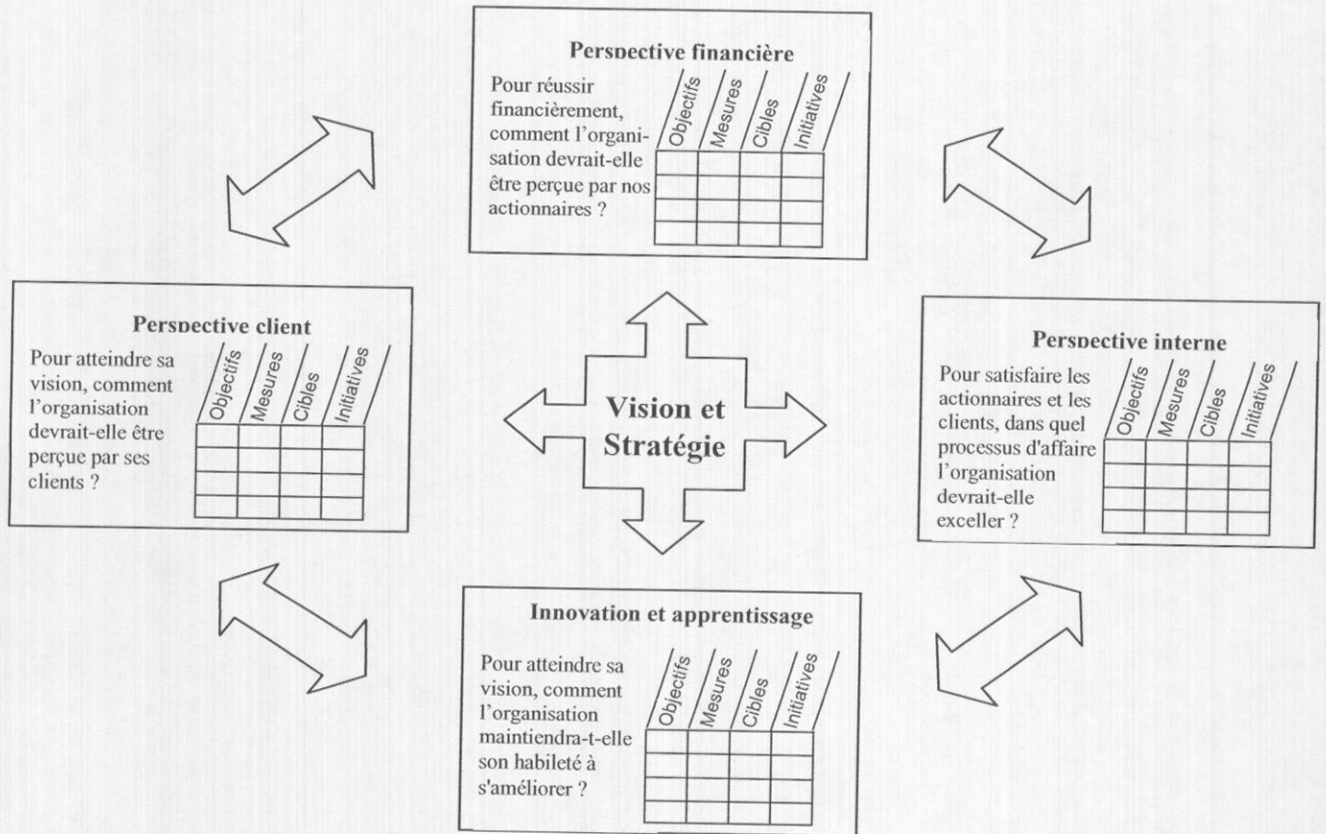 Perspective financière
Pour réussir
financièrement,
comment l'organi-
sation devrait-elle
être perçue par nos
actionnaires ?
Objectifs
Mesures
Cibles
Initiatives
Perspective client
Pour atteindre sa
vision, comment
l'organisation
devrait-elle être
perçue par ses
clients ?
Objectifs
Mesures
Cibles
Initiatives
Vision et
Stratégie
Perspective interne
Pour satisfaire les
actionnaires et les
clients, dans quel
processus d'affaire
l'organisation
devrait-elle
exceller ?
Objectifs
Mesures
Cibles
Initiatives
Innovation et apprentissage
Pour atteindre sa
vision, comment
l'organisation
maintiendra-t-elle
son habileté à
s'améliorer ?
Objectifs
Mesures
Cibles
Initiatives